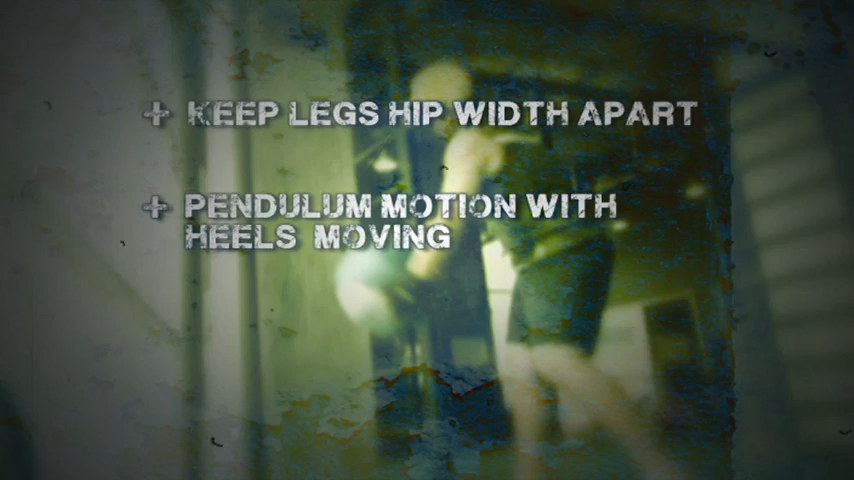 + KEEP LEGS HIP WIDTH APART
+ PENDULUM MOTION WITH
HEELS MOVING